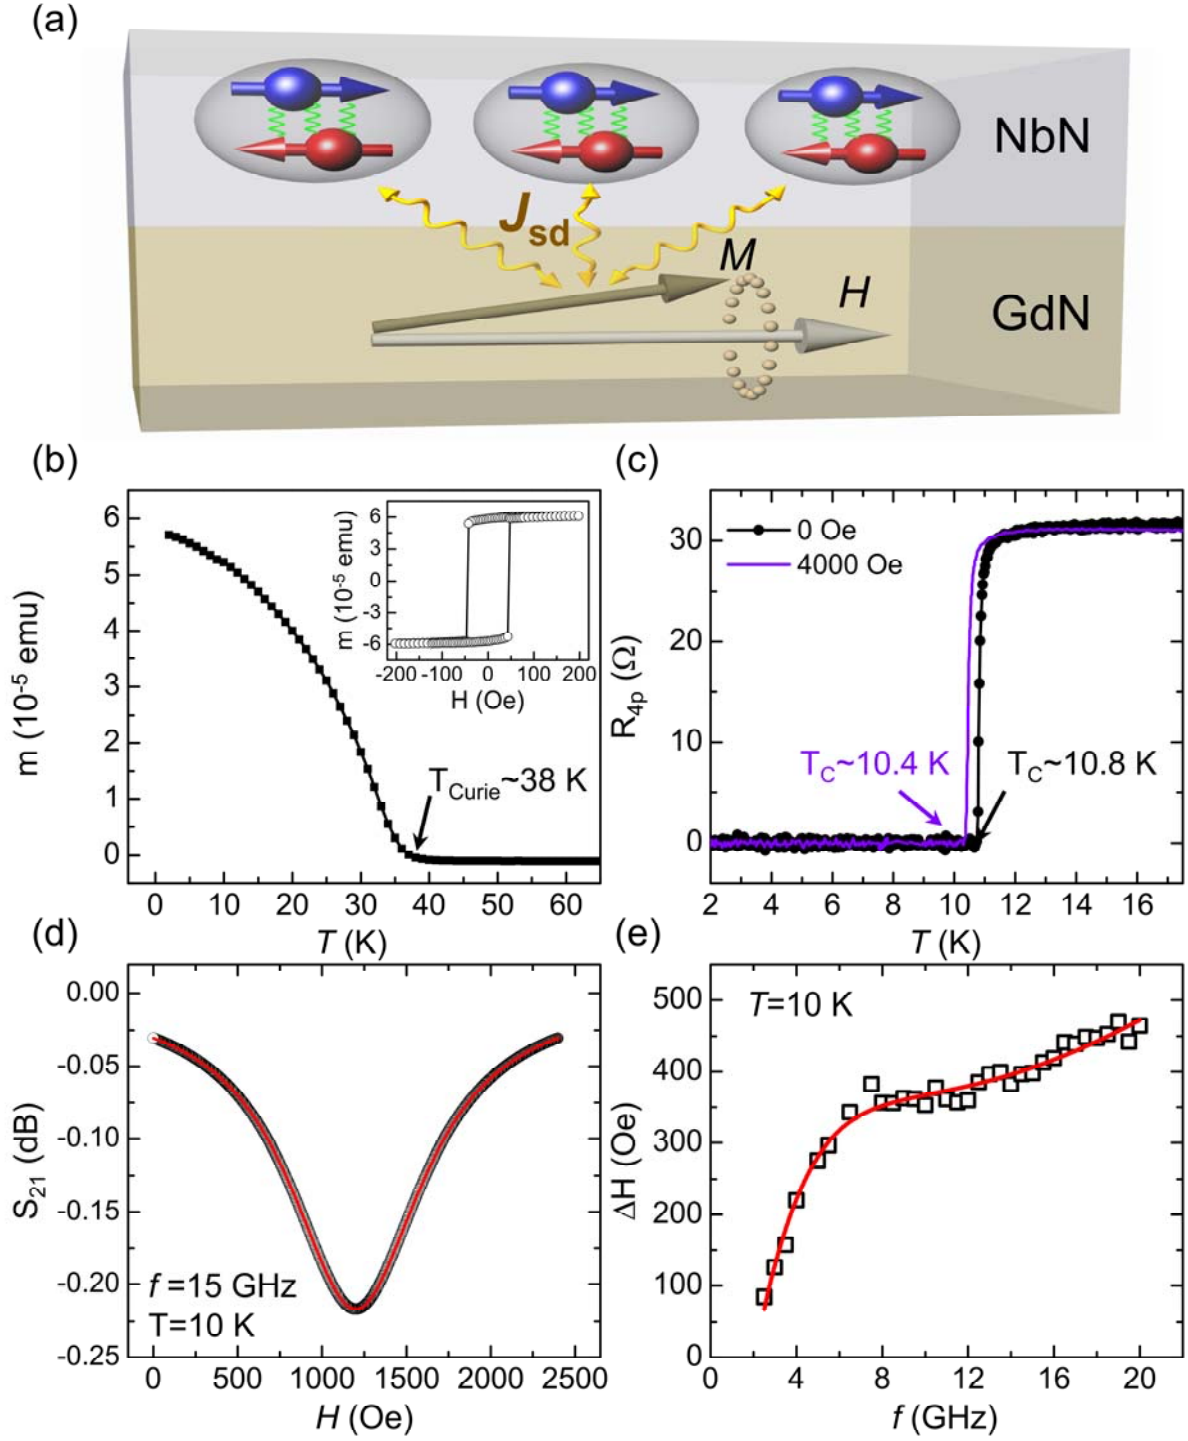 (a)
NbN
J_sd
M
H
GdN
(b)
m (10^-5 emu)
6
5
4
3
2
1
0
0 10 20 30 40 50 60
T (K)
T_Curie~38 K
m (10^-5 emu)
6
3
0
-3
-6
-200 -100 0 100 200
H (Oe)
(c)
R_4p (Ω)
30
20
10
0
0 Oe
4000 Oe
T_C~10.4 K
T_C~10.8 K
2 4 6 8 10 12 14 16
T (K)
(d)
S_21 (dB)
0.00
-0.05
-0.10
-0.15
-0.20
-0.25
f =15 GHz
T=10 K
0 500 1000 1500 2000 2500
H (Oe)
(e)
ΔH (Oe)
500
400
300
200
100
0
T=10 K
0 4 8 12 16 20
f (GHz)